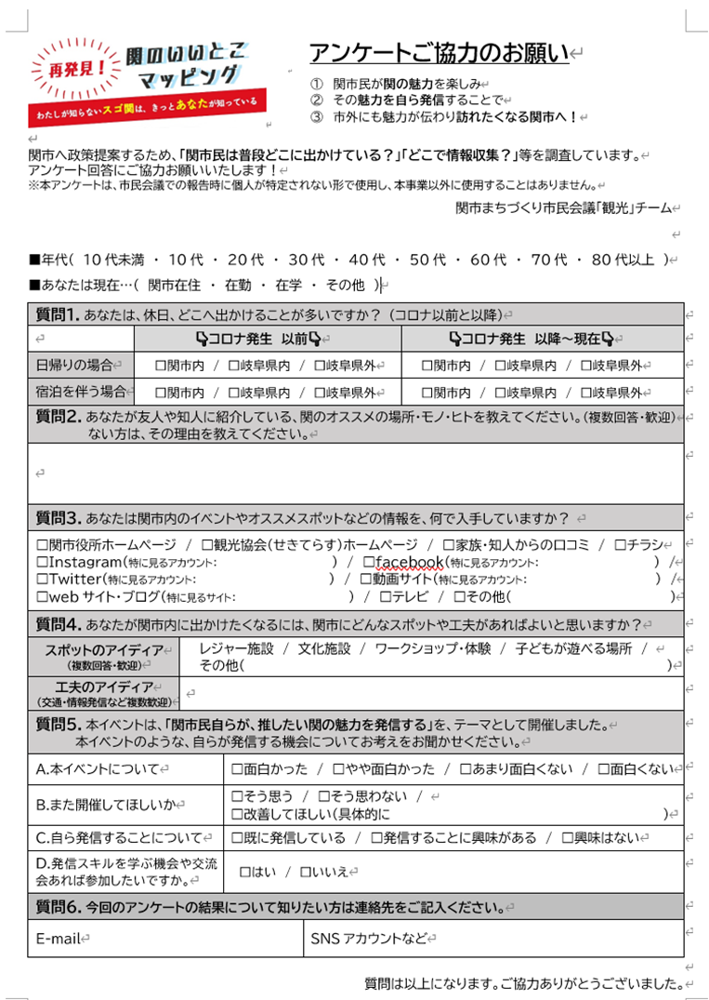 再発見！
関のいいとこ
マッピング
わたしが知らないスゴ関は、きっとあなたが知っている
アンケートご協力のお願い
① 関市民が関の魅力を楽しみ
② その魅力を自ら発信することで
③ 市外にも魅力が伝わり訪れたくなる関市へ！
関市へ政策提案するため、「関市民は普段どこに出かけている？」「どこで情報収集？」等を調査しています。
アンケート回答にご協力お願いいたします！
※本アンケートは、市民会議での報告時に個人が特定されない形で使用し、本事業以外に使用することはありません。
関市まちづくり市民会議「観光」チーム
■年代( 10代未満 ・ 10代 ・ 20代 ・ 30代 ・ 40代 ・ 50代 ・ 60代 ・ 70代 ・ 80代以上 )
■あなたは現在…( 関市在住 ・ 在勤 ・ 在学 ・ その他 )
質問1. あなたは、休日、どこへ出かけることが多いですか？（コロナ以前と以降）
コロナ発生 以前 コロナ発生 以降～現在
日帰りの場合 □関市内 / □岐阜県内 / □岐阜県外 □関市内 / □岐阜県内 / □岐阜県外
宿泊を伴う場合 □関市内 / □岐阜県内 / □岐阜県外 □関市内 / □岐阜県内 / □岐阜県外
質問2. あなたが友人や知人に紹介している、関のオススメの場所・モノ・ヒトを教えてください。（複数回答・歓迎）
ない方は、その理由を教えてください。
質問3. あなたは関市内のイベントやオススメスポットなどの情報を、何で入手していますか？
□関市役所ホームページ / □観光協会(せきてらす)ホームページ / □家族・知人からの口コミ / □チラシ
□Instagram(特に見るアカウント: ) / □facebook(特に見るアカウント: ) /
□Twitter(特に見るアカウント: ) / □動画サイト(特に見るアカウント: ) /
□webサイト・ブログ(特に見るサイト: ) / □テレビ / □その他( )
質問4. あなたが関市内に出かけたくなるには、関市にどんなスポットや工夫があればよいと思いますか？
スポットのアイディア
（複数回答・歓迎）
レジャー施設 / 文化施設 / ワークショップ・体験 / 子どもが遊べる場所 /
その他( )
工夫のアイディア
（交通・情報発信など複数歓迎）
質問5. 本イベントは、「関市民自らが、推したい関の魅力を発信する」を、テーマとして開催しました。
本イベントのような、自らが発信する機会についてお考えをお聞かせください。
A.本イベントについて □面白かった / □やや面白かった / □あまり面白くない / □面白くない
B.また開催してほしいか
□そう思う / □そう思わない /
□改善してほしい(具体的に )
C.自ら発信することについて □既に発信している / □発信することに興味がある / □興味はない
D.発信スキルを学ぶ機会や交流
会あれば参加したいですか。
□はい / □いいえ
質問6. 今回のアンケートの結果について知りたい方は連絡先をご記入ください。
E-mail SNSアカウントなど
質問は以上になります。ご協力ありがとうございました。